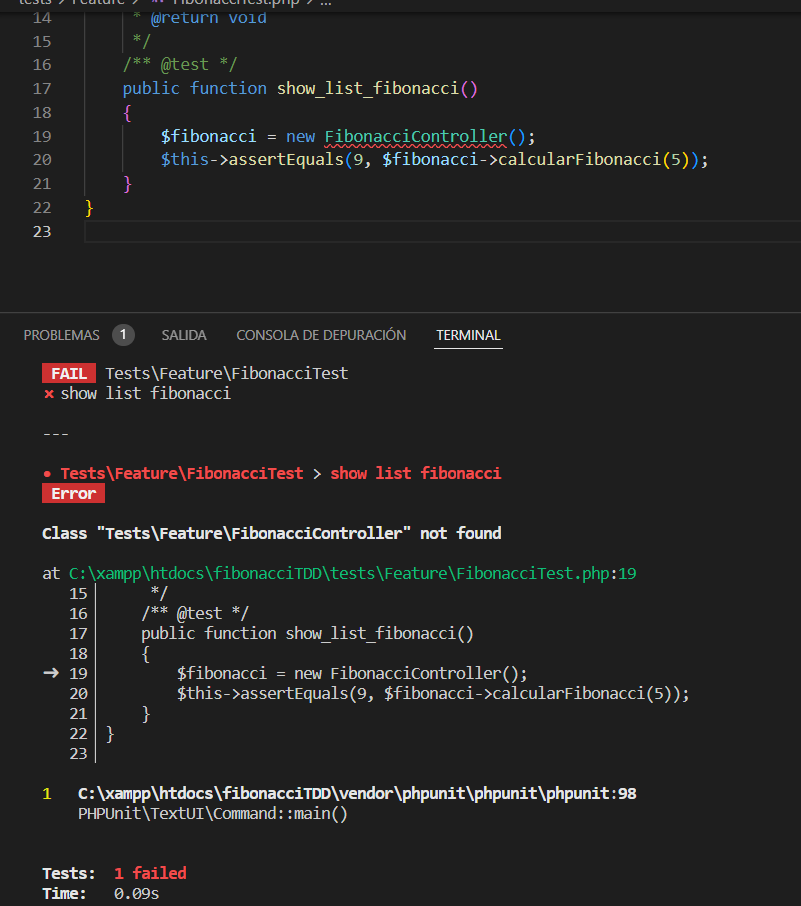 tests > Feature > FibonacciTest.php > ...
14 * @return void
15 */
16 /** @test */
17 public function show_list_fibonacci()
18 {
19 $fibonacci = new FibonacciController();
20 $this->assertEquals(9, $fibonacci->calcularFibonacci(5));
21 }
22 }
23
PROBLEMAS 1 SALIDA CONSOLA DE DEPURACIÓN TERMINAL
FAIL Tests\Feature\FibonacciTest
⨯ show list fibonacci
---
• Tests\Feature\FibonacciTest > show list fibonacci
Error
Class "Tests\Feature\FibonacciController" not found
at C:\xampp\htdocs\fibonacciTDD\tests\Feature\FibonacciTest.php:19
15 */
16 /** @test */
17 public function show_list_fibonacci()
18 {
➜ 19 $fibonacci = new FibonacciController();
20 $this->assertEquals(9, $fibonacci->calcularFibonacci(5));
21 }
22 }
23
1 C:\xampp\htdocs\fibonacciTDD\vendor\phpunit\phpunit\phpunit:98
PHPUnit\TextUI\Command::main()
Tests: 1 failed
Time: 0.09s